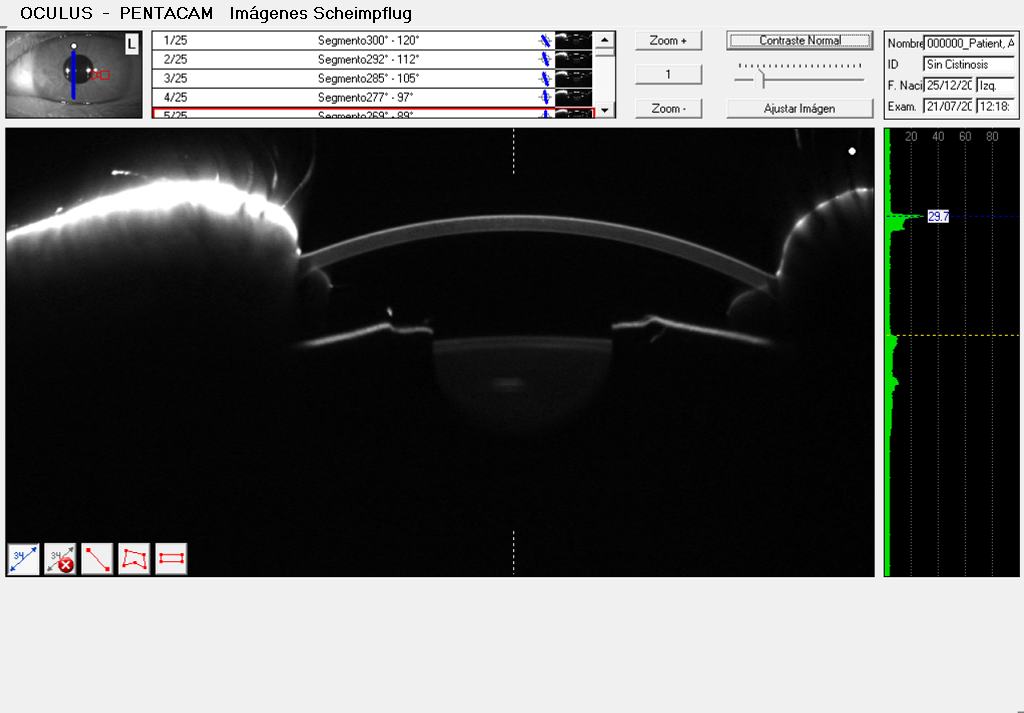 OCULUS - PENTACAM Imágenes Scheimpflug
L
1/25 Segmento300° - 120°
2/25 Segmento292° - 112°
3/25 Segmento285° - 105°
4/25 Segmento277° - 97°
5/25 Segmento269° - 89°
Zoom +
1
Zoom -
Contraste Normal
Ajustar Imágen
Nombre 000000_Patient, A
ID Sin Cistinosis
F. Naci 25/12/20 Izq.
Exam. 21/07/20 12:18:
20 40 60 80
29.7
34
34